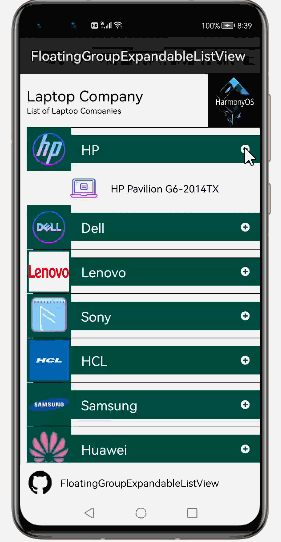 100% 8:39
FloatingGroupExpandableListView
Laptop Company
List of Laptop Companies
HarmonyOS
hp HP
HP Pavilion G6-2014TX
DELL Dell
Lenovo Lenovo
Sony
HCL HCL
SAMSUNG Samsung
Huawei
FloatingGroupExpandableListView